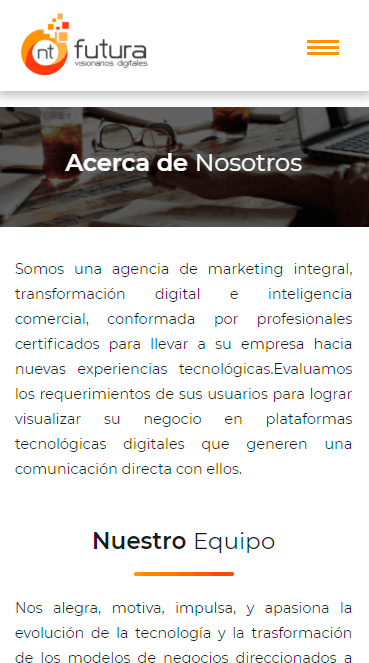 nt futura
visionarios digitales
Acerca de Nosotros
Somos una agencia de marketing integral,
transformación digital e inteligencia
comercial, conformada por profesionales
certificados para llevar a su empresa hacia
nuevas experiencias tecnológicas.Evaluamos
los requerimientos de sus usuarios para lograr
visualizar su negocio en plataformas
tecnológicas digitales que generen una
comunicación directa con ellos.
Nuestro Equipo
Nos alegra, motiva, impulsa, y apasiona la
evolución de la tecnología y la trasformación
de los modelos de negocios direccionados a